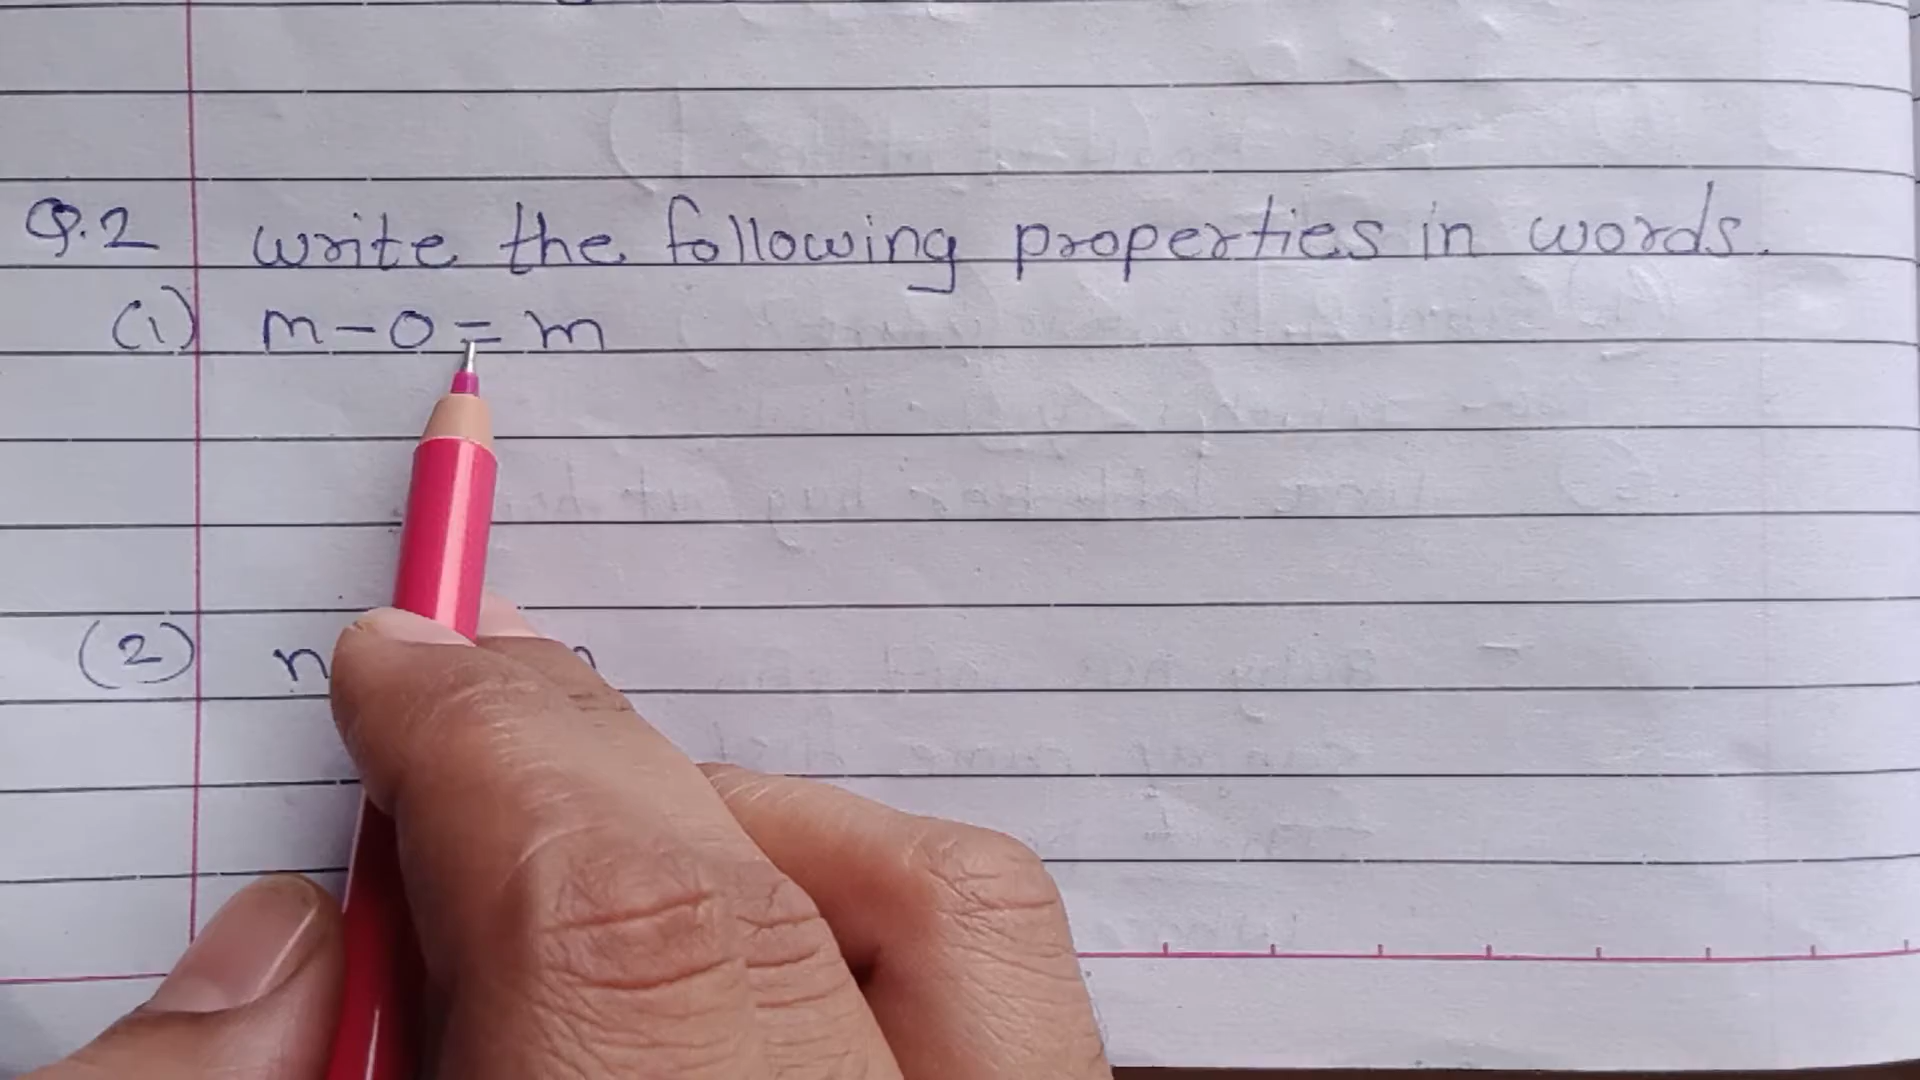 Q.2 write the following properties in words.
(1) m - 0 = m
(2) n